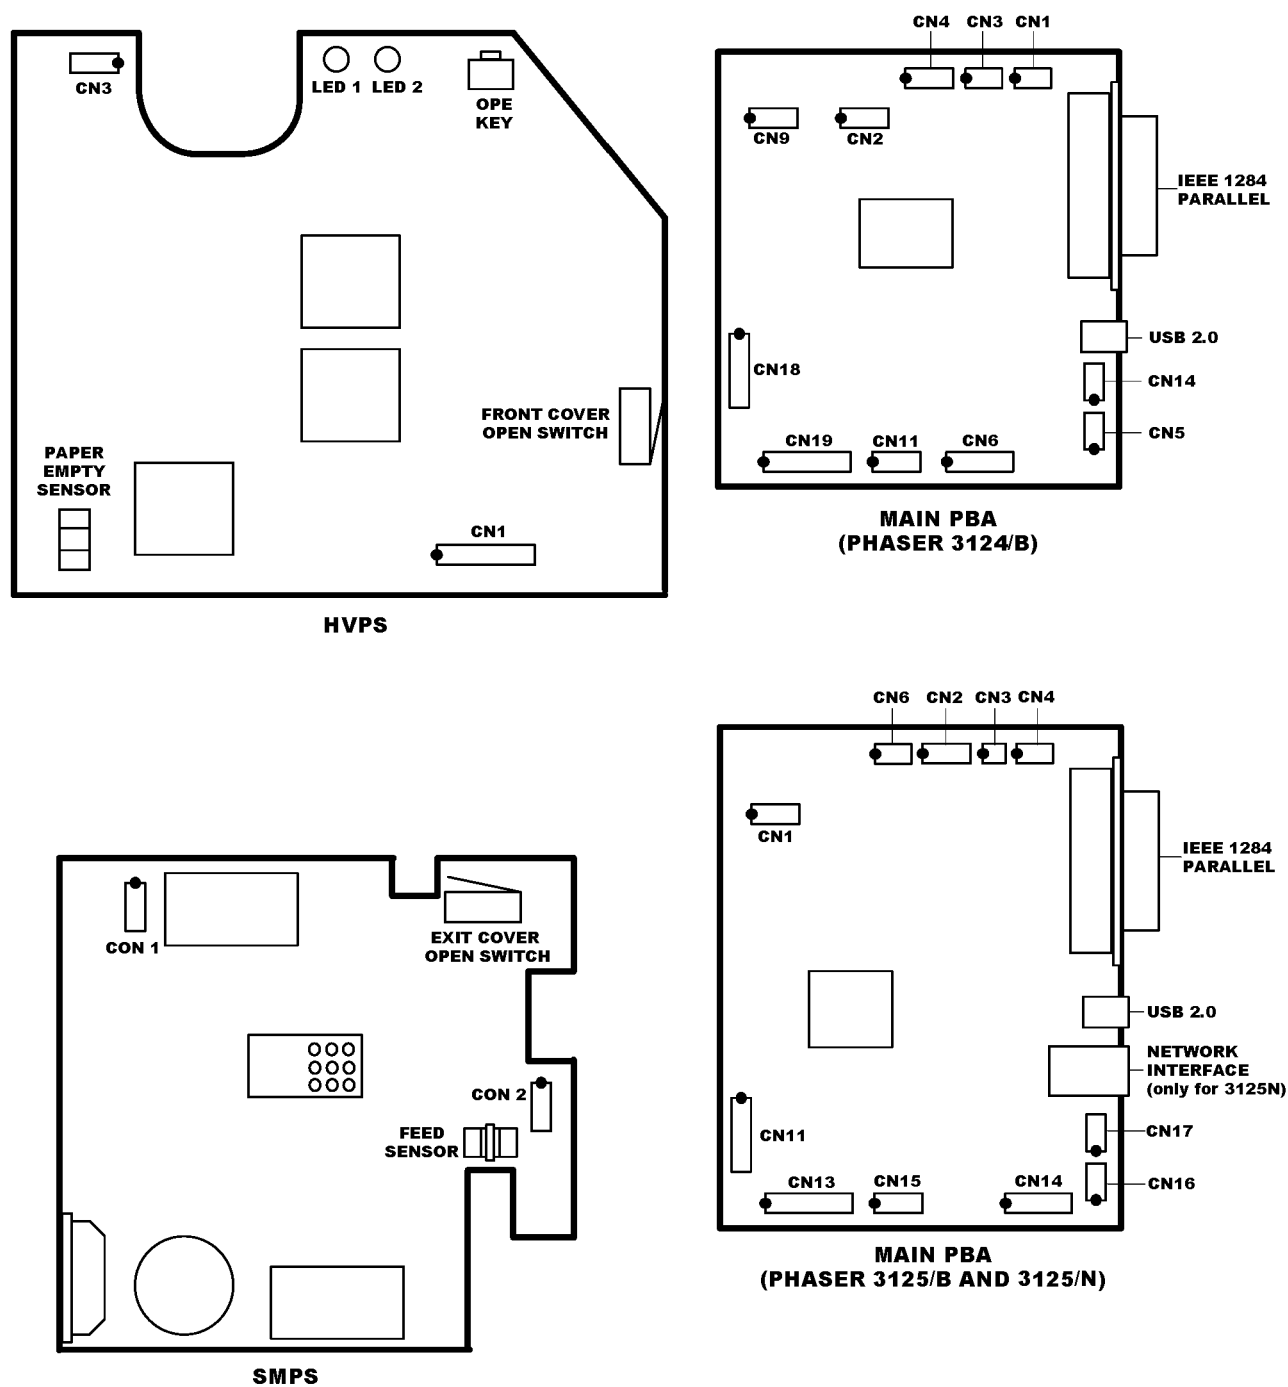 CN3
LED 1 LED 2
OPE
KEY
FRONT COVER
OPEN SWITCH
PAPER
EMPTY
SENSOR
CN1
HVPS
CN4 CN3 CN1
CN9 CN2
IEEE 1284
PARALLEL
USB 2.0
CN18
CN14
CN5
CN19 CN11 CN6
MAIN PBA
(PHASER 3124/B)
CON 1
EXIT COVER
OPEN SWITCH
CON 2
FEED
SENSOR
SMPS
CN6 CN2 CN3 CN4
CN1
IEEE 1284
PARALLEL
USB 2.0
NETWORK
INTERFACE
(only for 3125N)
CN11
CN17
CN16
CN13 CN15 CN14
MAIN PBA
(PHASER 3125/B AND 3125/N)